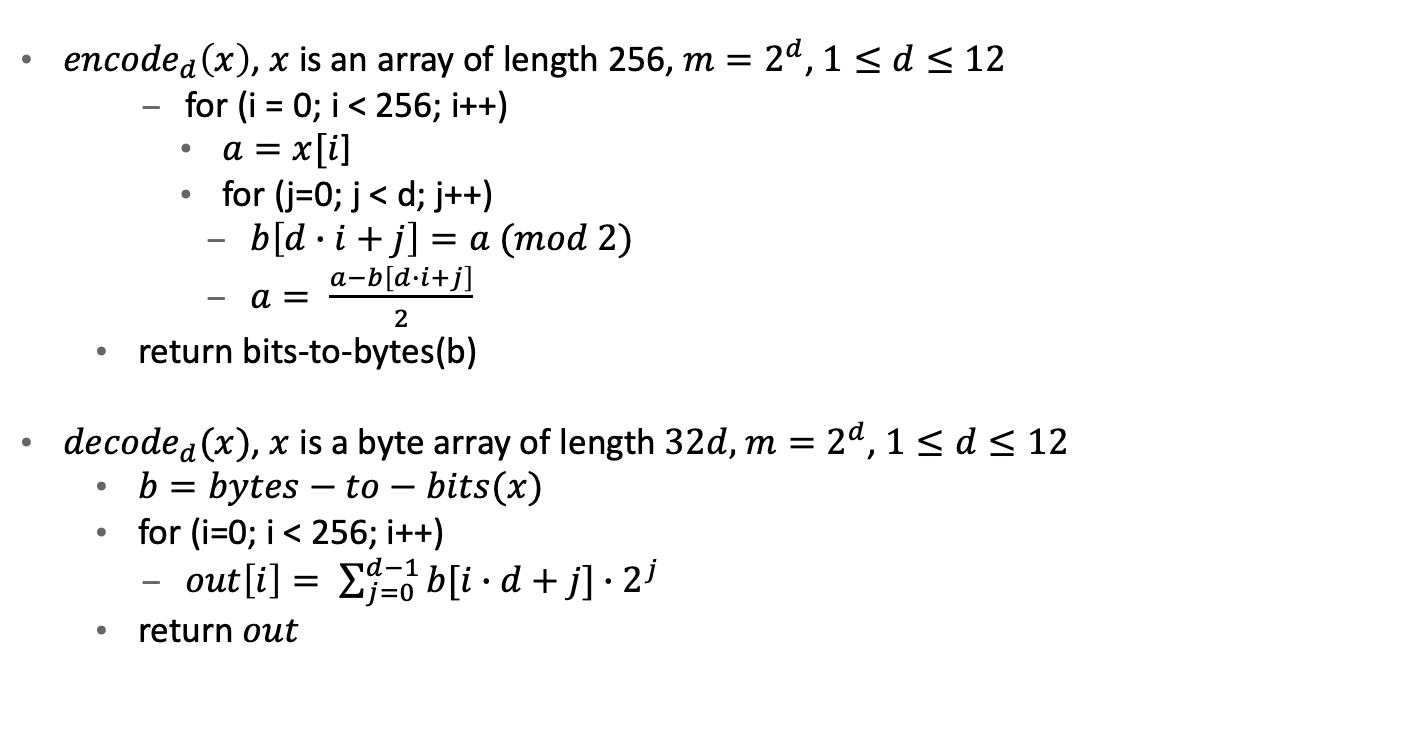 • encode_d(x), x is an array of length 256, m = 2^d, 1 ≤ d ≤ 12
– for (i = 0; i < 256; i++)
• a = x[i]
• for (j=0; j < d; j++)
– b[d · i + j] = a (mod 2)
– a = \frac{a−b[d·i+j]}{2}
• return bits-to-bytes(b)
• decode_d(x), x is a byte array of length 32d, m = 2^d, 1 ≤ d ≤ 12
• b = bytes − to − bits(x)
• for (i=0; i < 256; i++)
– out[i] = ∑_{j=0}^{d−1} b[i · d + j] · 2^j
• return out